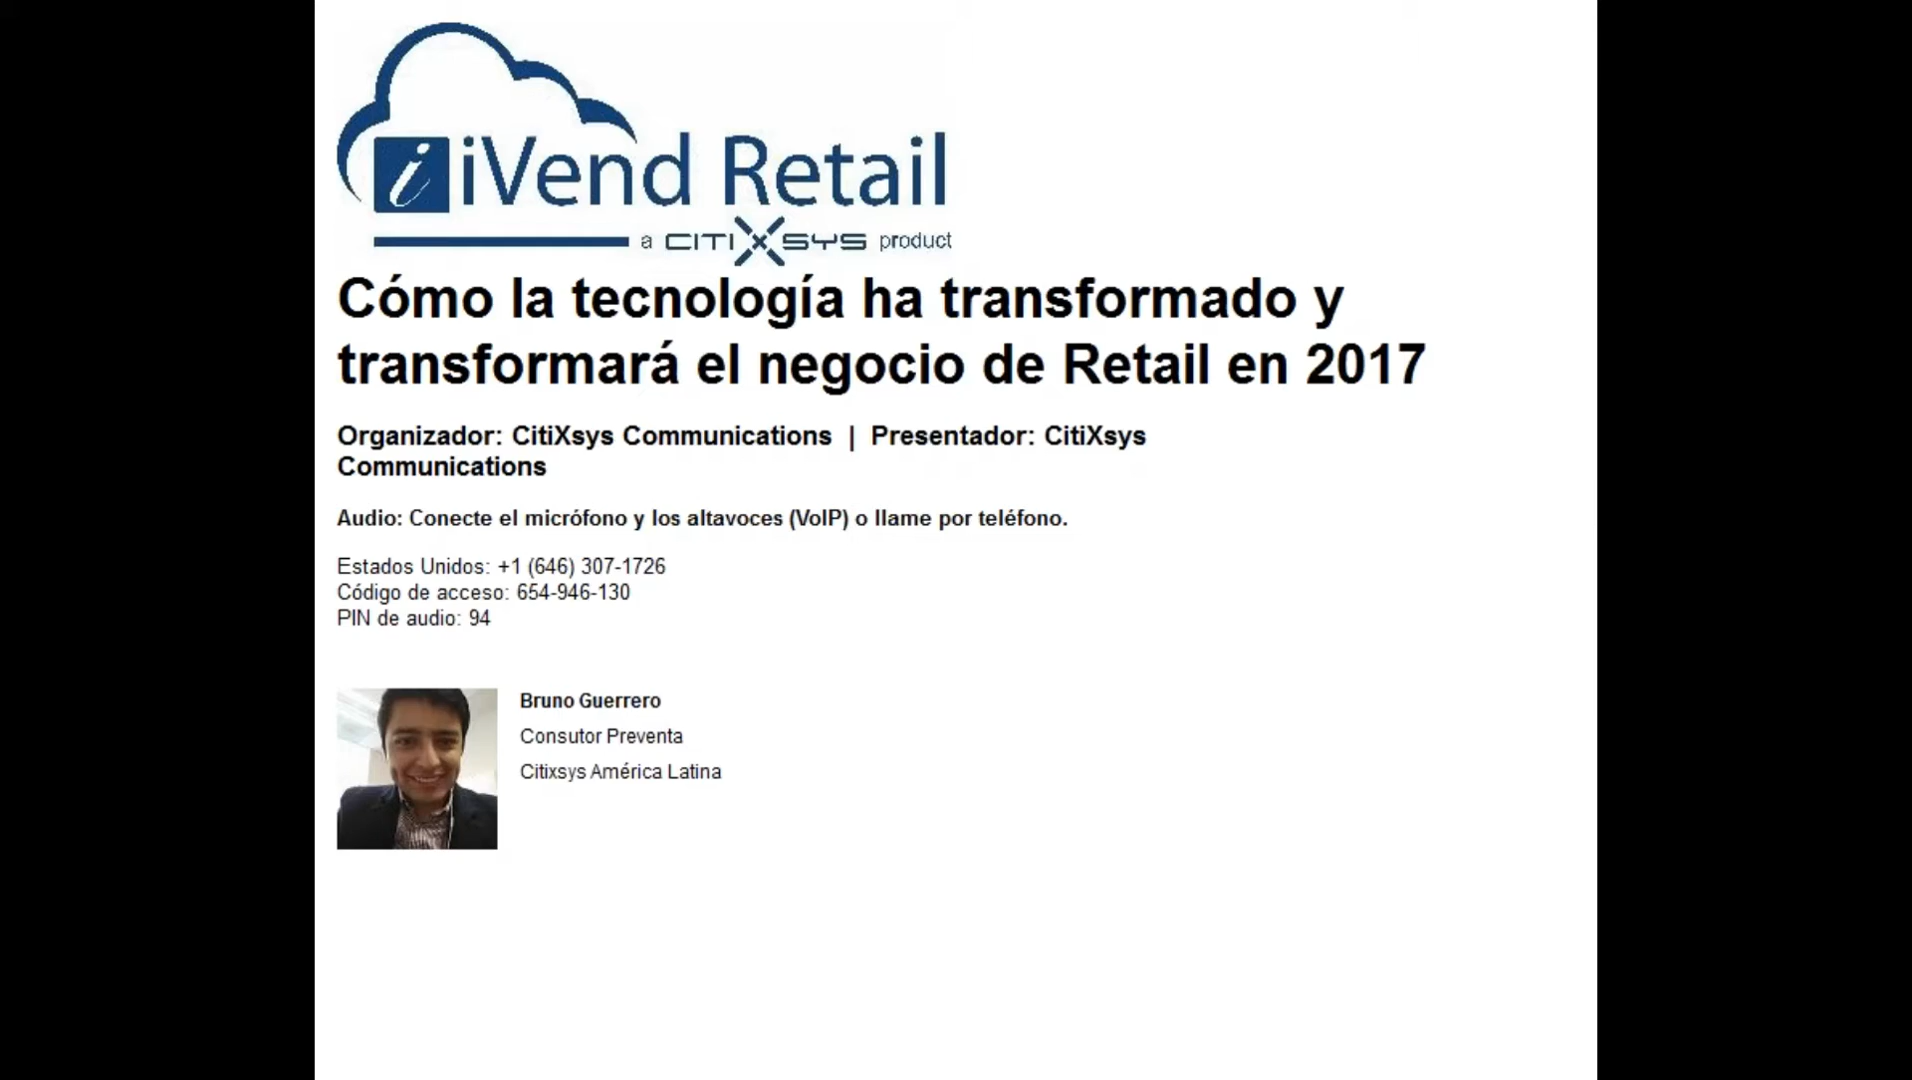 i iVend Retail
a CITIXSYS product
Cómo la tecnología ha transformado y
transformará el negocio de Retail en 2017
Organizador: CitiXsys Communications | Presentador: CitiXsys
Communications
Audio: Conecte el micrófono y los altavoces (VoIP) o llame por teléfono.
Estados Unidos: +1 (646) 307-1726
Código de acceso: 654-946-130
PIN de audio: 94
Bruno Guerrero
Consutor Preventa
Citixsys América Latina